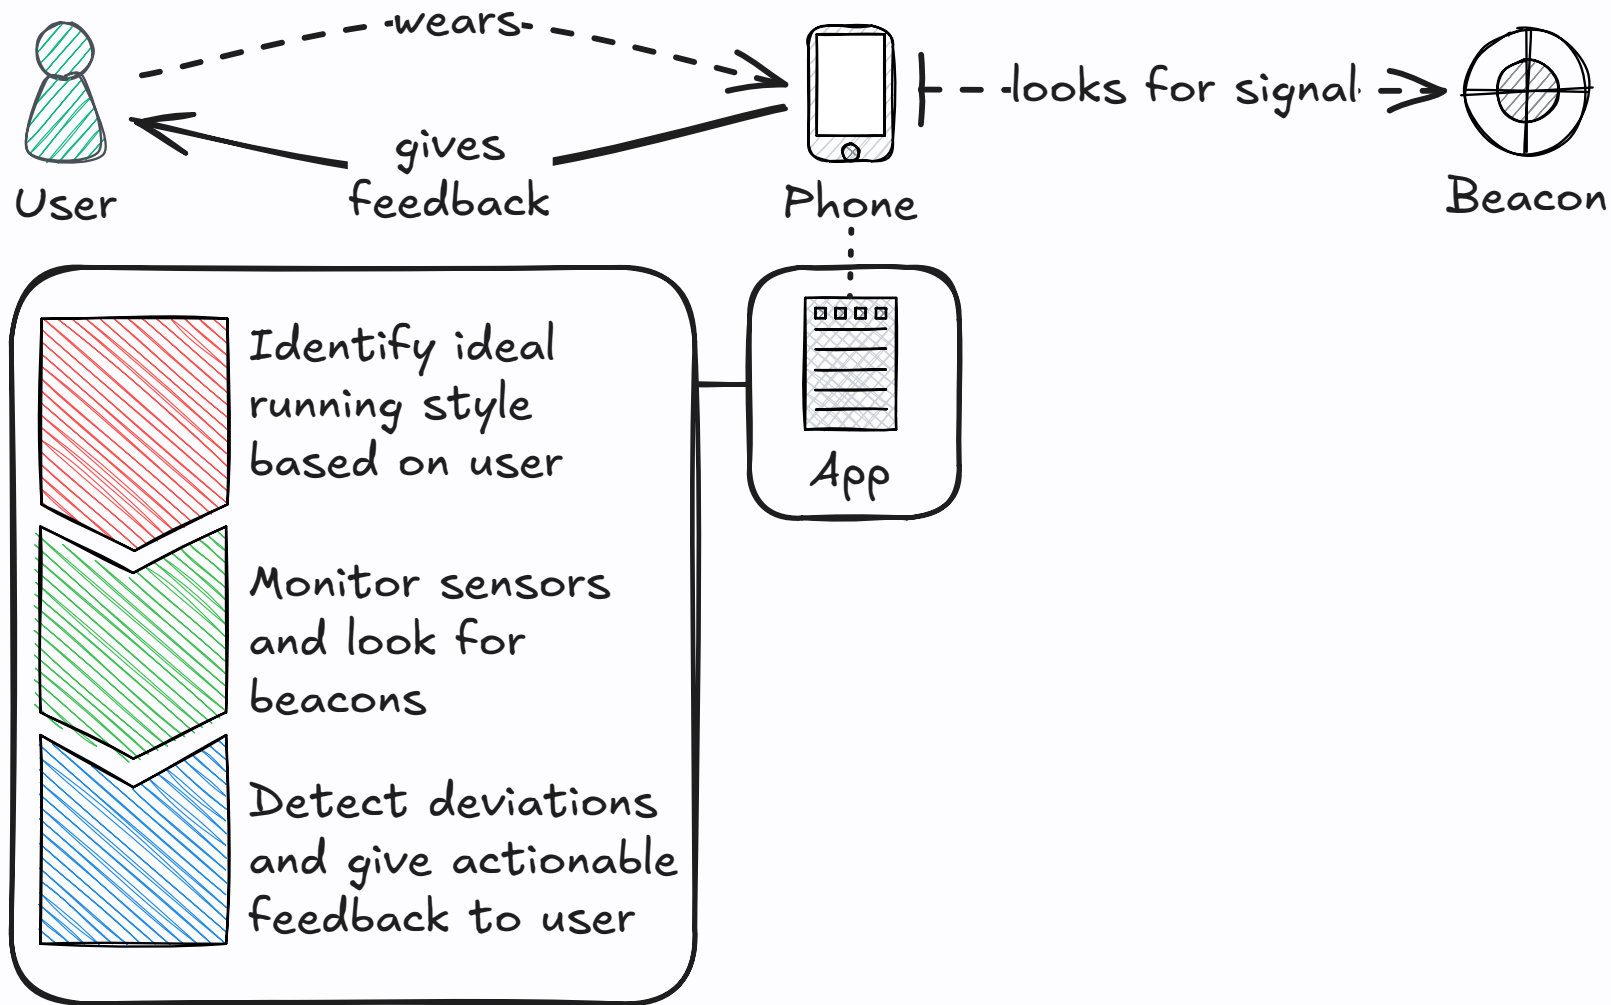 wears
looks for signal
gives
feedback
User
Phone
Beacon
Identify ideal
running style
based on user
App
Monitor sensors
and look for
beacons
Detect deviations
and give actionable
feedback to user